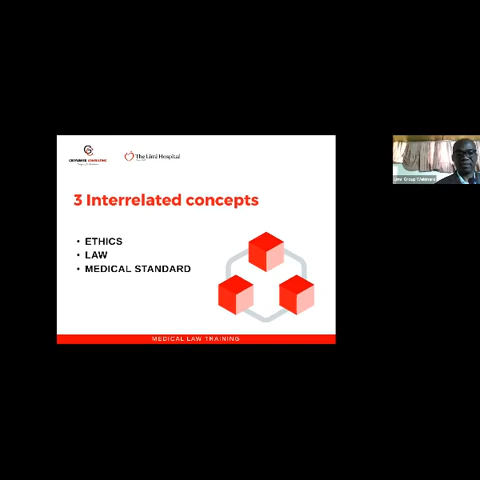 The Limi Hospital
3 Interrelated concepts
• ETHICS
• LAW
• MEDICAL STANDARD
MEDICAL LAW TRAINING